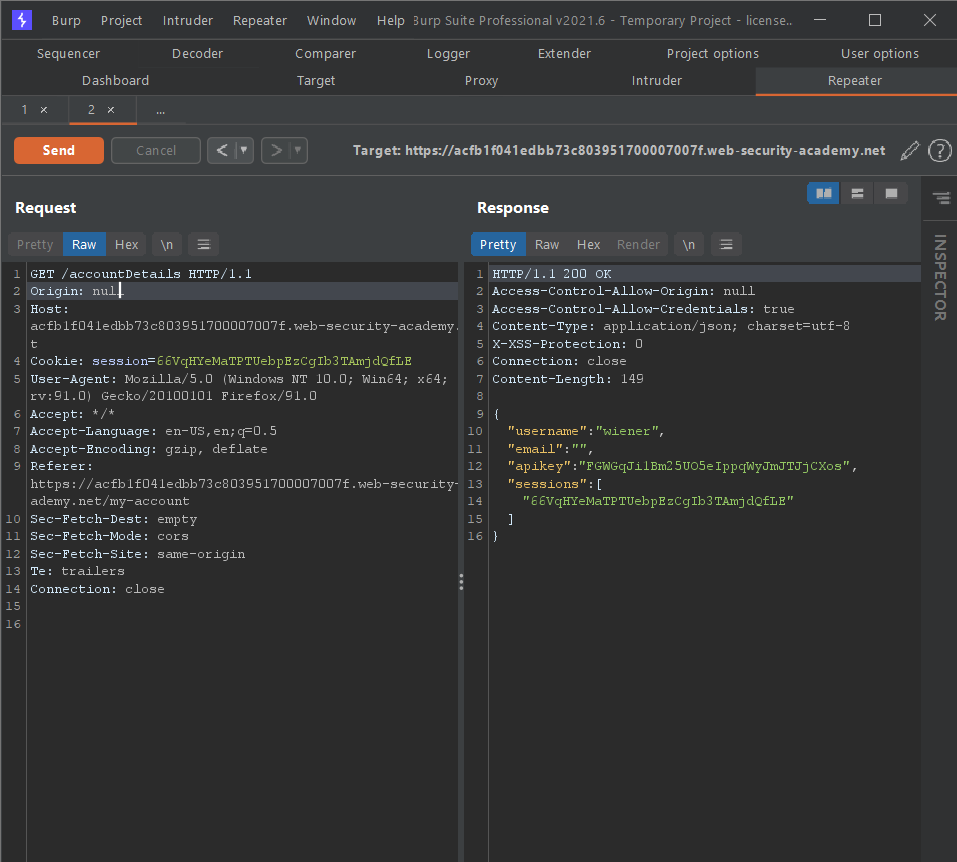 Burp Project Intruder Repeater Window Help Burp Suite Professional v2021.6 - Temporary Project - license..
Sequencer Decoder Comparer Logger Extender Project options User options
Dashboard Target Proxy Intruder Repeater
1 × 2 × ...
Send Cancel < ▼ > ▼ Target: https://acfb1f041edbb73c803951700007007f.web-security-academy.net ?
Request
Pretty Raw Hex \n
1 GET /accountDetails HTTP/1.1
2 Origin: null
3 Host:
acfb1f041edbb73c803951700007007f.web-security-academy.
t
4 Cookie: session=66VqHYeMaTPTUebpEzCgIb3TAmjdQfLE
5 User-Agent: Mozilla/5.0 (Windows NT 10.0; Win64; x64;
rv:91.0) Gecko/20100101 Firefox/91.0
6 Accept: */*
7 Accept-Language: en-US,en;q=0.5
8 Accept-Encoding: gzip, deflate
9 Referer:
https://acfb1f041edbb73c803951700007007f.web-security-
ademy.net/my-account
10 Sec-Fetch-Dest: empty
11 Sec-Fetch-Mode: cors
12 Sec-Fetch-Site: same-origin
13 Te: trailers
14 Connection: close
15
16
Response
Pretty Raw Hex Render \n
1 HTTP/1.1 200 OK
2 Access-Control-Allow-Origin: null
3 Access-Control-Allow-Credentials: true
4 Content-Type: application/json; charset=utf-8
5 X-XSS-Protection: 0
6 Connection: close
7 Content-Length: 149
8
9 {
10 "username":"wiener",
11 "email":"",
12 "apikey":"FGWGqJi1Bm25UO5eIppqWyJmJTJjCXos",
13 "sessions":[
14 "66VqHYeMaTPTUebpEzCgIb3TAmjdQfLE"
15 ]
16 }
INSPECTOR